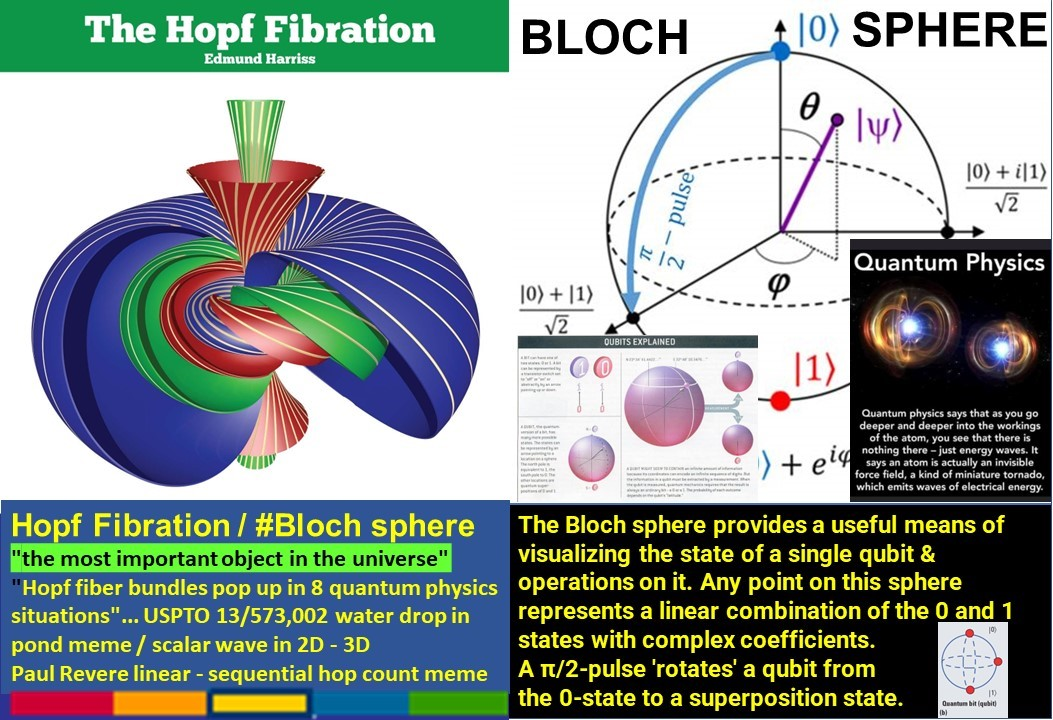 The Hopf Fibration
Edmund Harriss
Hopf Fibration / #Bloch sphere
"the most important object in the universe"
"Hopf fiber bundles pop up in 8 quantum physics
situations"... USPTO 13/573,002 water drop in
pond meme / scalar wave in 2D - 3D
Paul Revere linear - sequential hop count meme
BLOCH SPHERE
|0⟩
θ
|ψ⟩
|0⟩ + i|1⟩
√2
π
2 - pulse
φ
|0⟩ + |1⟩
√2
|1⟩
⟩ + e^iφ
QUBITS EXPLAINED
1 0
Quantum Physics
Quantum physics says that as you go
deeper and deeper into the workings
of the atom, you see that there is
nothing there – just energy waves. It
says an atom is actually an invisible
force field, a kind of miniature tornado,
which emits waves of electrical energy.
The Bloch sphere provides a useful means of
visualizing the state of a single qubit &
operations on it. Any point on this sphere
represents a linear combination of the 0 and 1
states with complex coefficients.
A π/2-pulse 'rotates' a qubit from
the 0-state to a superposition state.
|0⟩
|1⟩
Quantum bit (qubit)
(b)